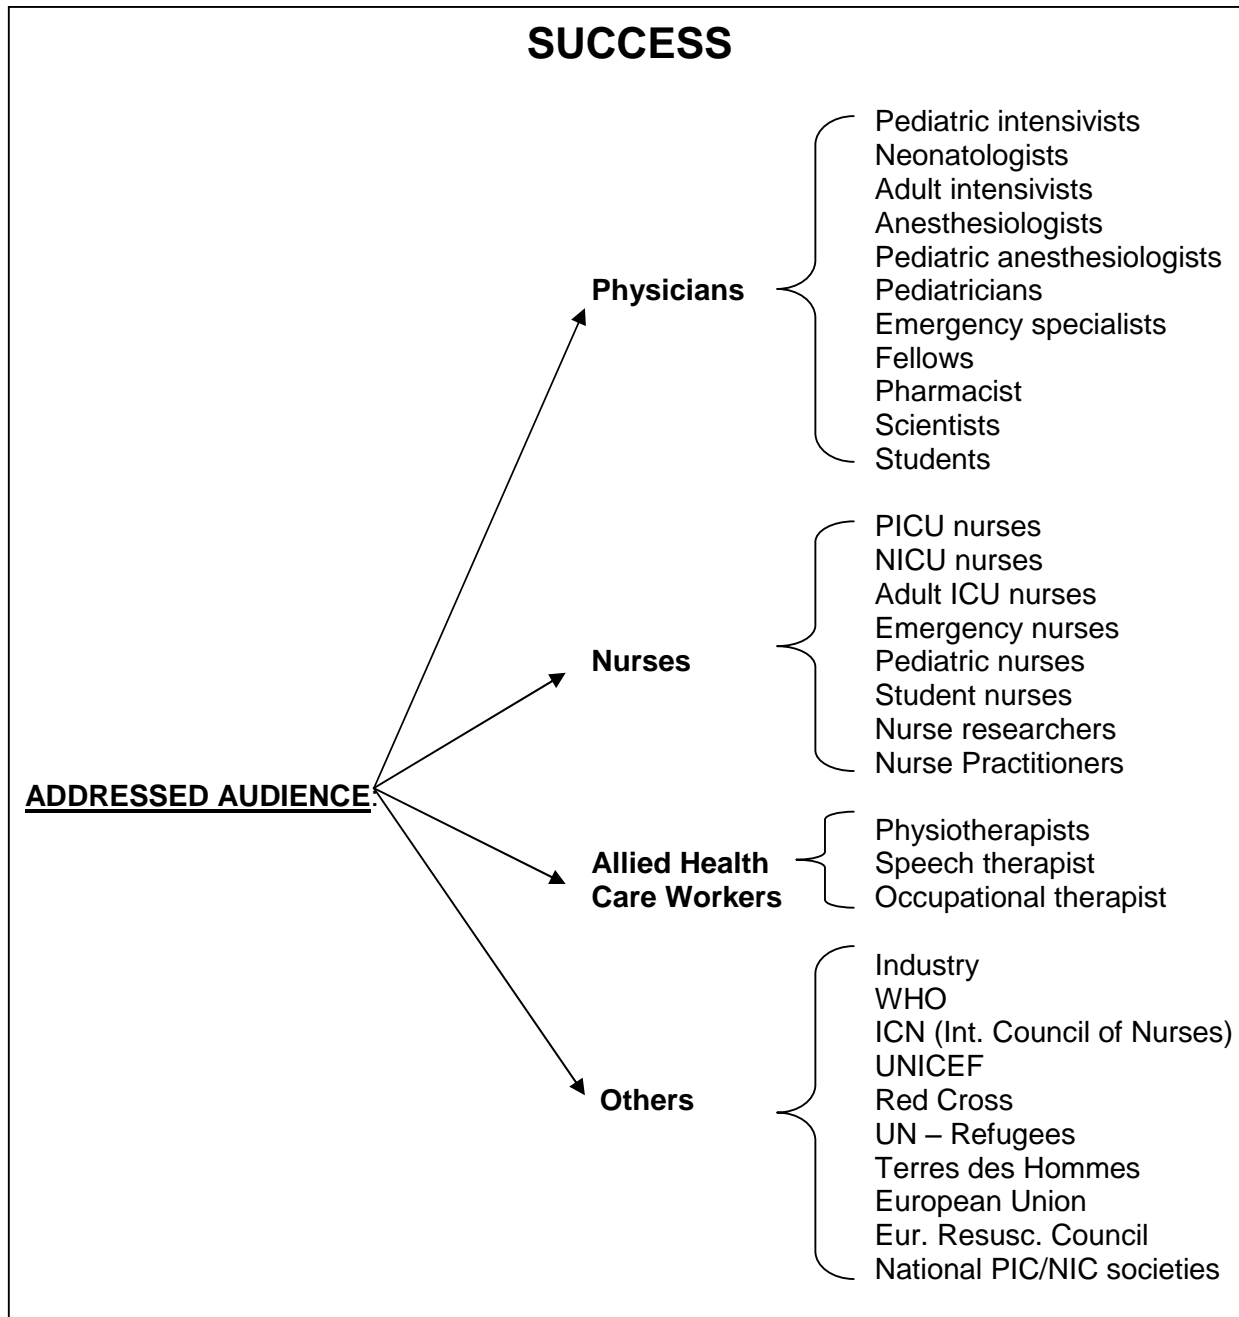 SUCCESS
ADDRESSED AUDIENCE:
Physicians
Pediatric intensivists
Neonatologists
Adult intensivists
Anesthesiologists
Pediatric anesthesiologists
Pediatricians
Emergency specialists
Fellows
Pharmacist
Scientists
Students
Nurses
PICU nurses
NICU nurses
Adult ICU nurses
Emergency nurses
Pediatric nurses
Student nurses
Nurse researchers
Nurse Practitioners
Allied Health
Care Workers
Physiotherapists
Speech therapist
Occupational therapist
Others
Industry
WHO
ICN (Int. Council of Nurses)
UNICEF
Red Cross
UN – Refugees
Terres des Hommes
European Union
Eur. Resusc. Council
National PIC/NIC societies